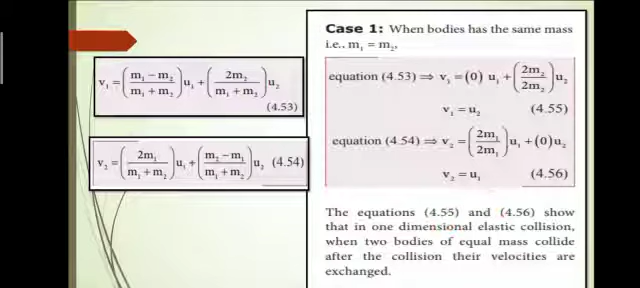 v₁ = ((m₁ − m₂)/(m₁ + m₂)) u₁ + (2m₂/(m₁ + m₂)) u₂
(4.53)
v₂ = (2m₁/(m₁ + m₂)) u₁ + ((m₂ − m₁)/(m₁ + m₂)) u₂ (4.54)
Case 1: When bodies has the same mass
i.e., m₁ = m₂,
equation (4.53) ⇒ v₁ = (0) u₁ + (2m₂/2m₂) u₂
v₁ = u₂ (4.55)
equation (4.54) ⇒ v₂ = (2m₁/2m₁) u₁ + (0) u₂
v₂ = u₁ (4.56)
The equations (4.55) and (4.56) show
that in one dimensional elastic collision,
when two bodies of equal mass collide
after the collision their velocities are
exchanged.